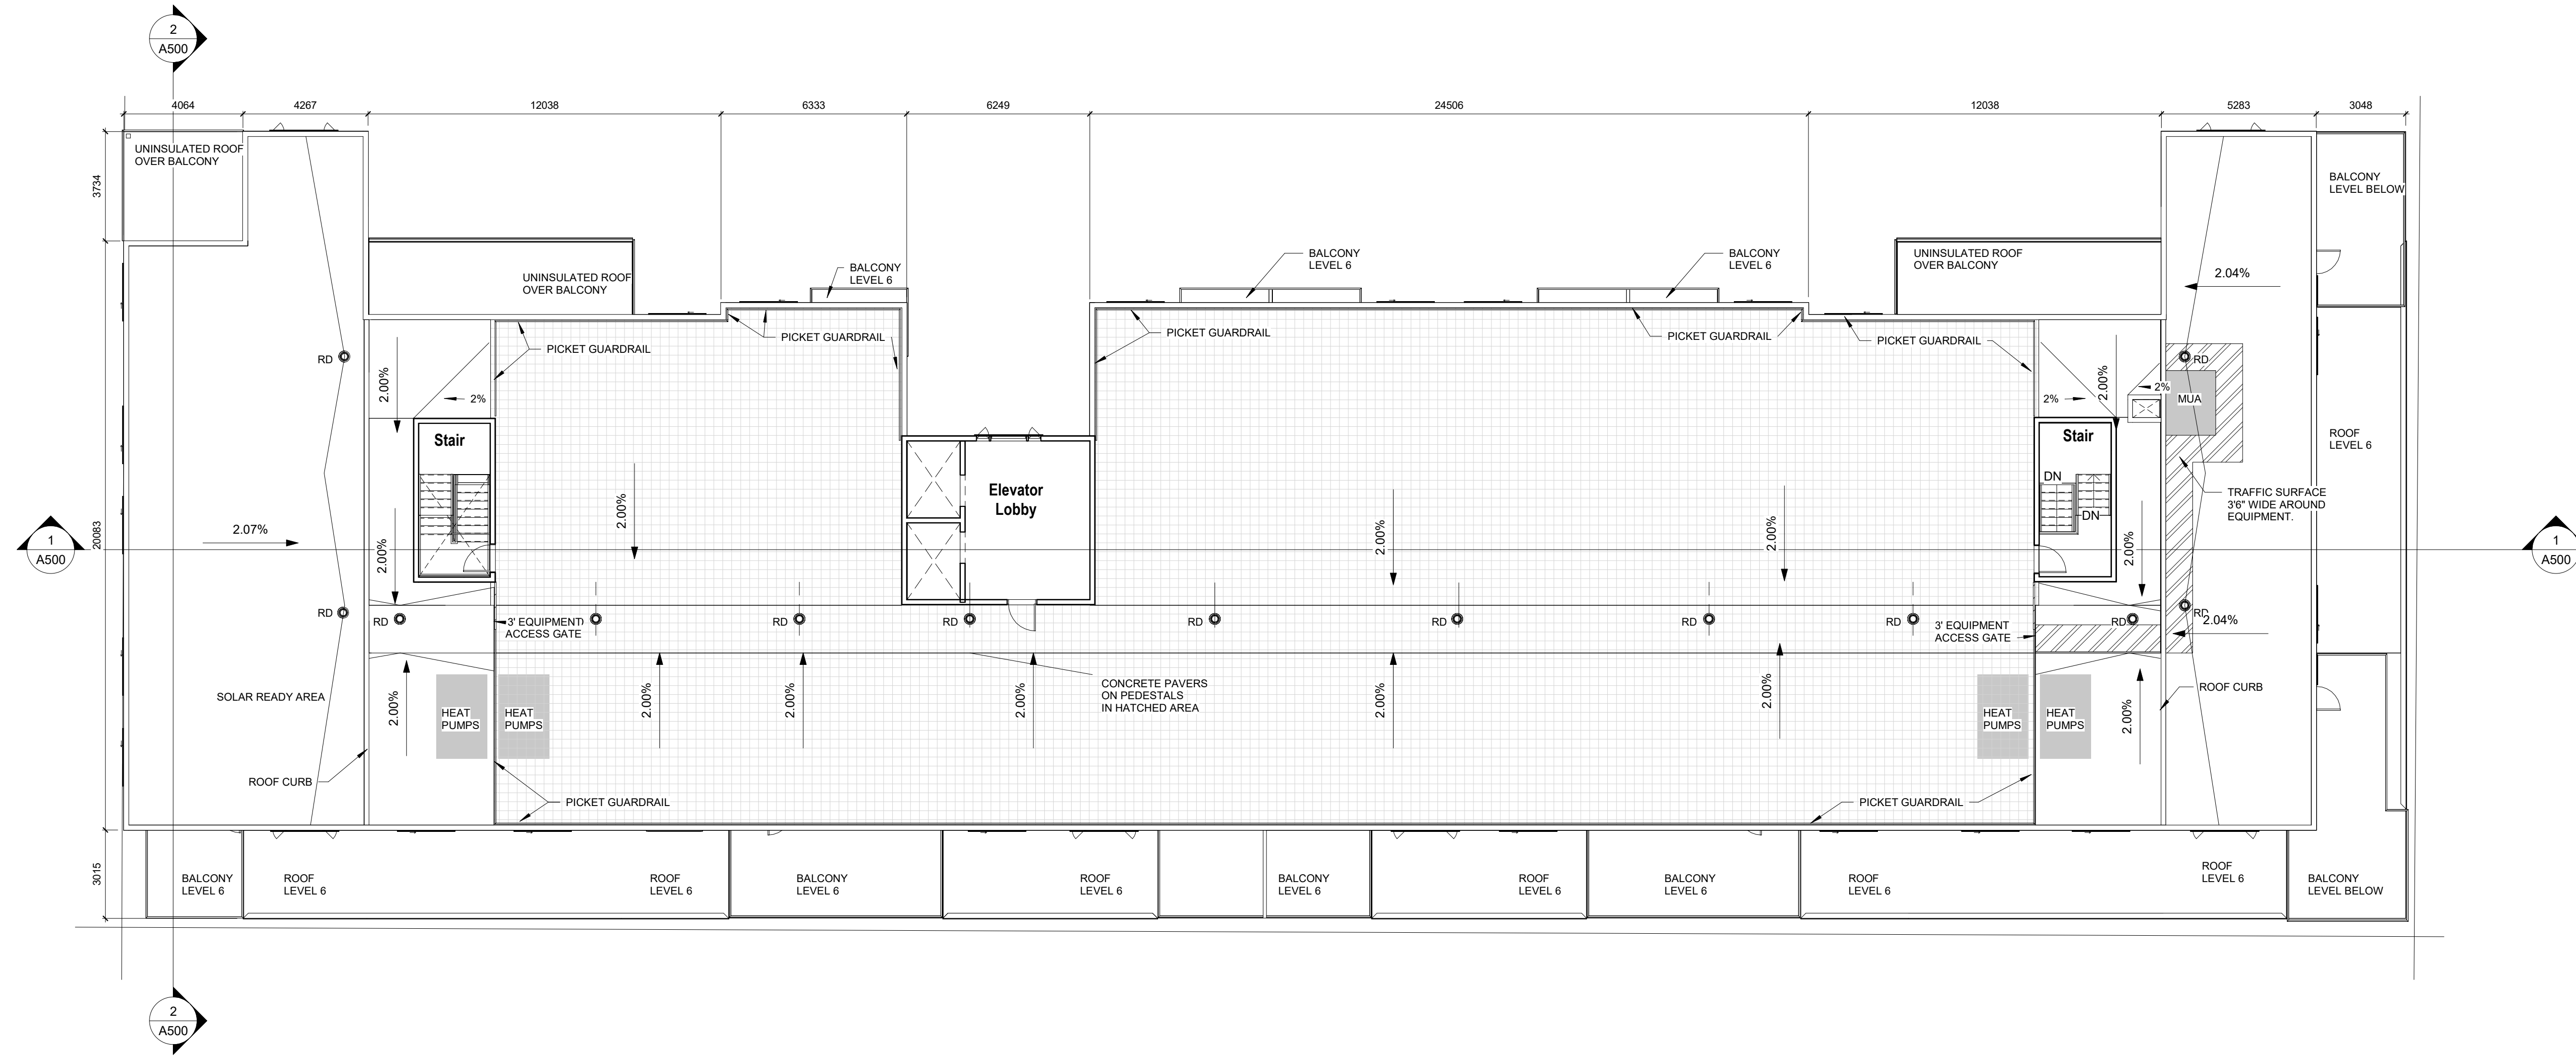 2
A500
4064
4267
12038
6333
6249
24506
12038
5283
3048
3734
20083
3015
UNINSULATED ROOF
OVER BALCONY
UNINSULATED ROOF
OVER BALCONY
BALCONY
LEVEL 6
BALCONY
LEVEL 6
BALCONY
LEVEL 6
UNINSULATED ROOF
OVER BALCONY
BALCONY
LEVEL BELOW
2.04%
PICKET GUARDRAIL
PICKET GUARDRAIL
PICKET GUARDRAIL
PICKET GUARDRAIL
PICKET GUARDRAIL
RD
RD
2.00%
2%
2.00%
2%
2%
MUA
Stair
Stair
ROOF
LEVEL 6
DN
DN
Elevator
Lobby
TRAFFIC SURFACE
3'6" WIDE AROUND
EQUIPMENT.
2.07%
2.00%
2.00%
2.00%
2.00%
2.00%
1
A500
1
A500
RD
RD
3' EQUIPMENT
ACCESS GATE
RD
RD
RD
RD
RD
RD
3' EQUIPMENT
ACCESS GATE
RD
RD
2.04%
SOLAR READY AREA
2.00%
HEAT
PUMPS
HEAT
PUMPS
2.00%
2.00%
2.00%
CONCRETE PAVERS
ON PEDESTALS
IN HATCHED AREA
2.00%
2.00%
HEAT
PUMPS
HEAT
PUMPS
2.00%
ROOF CURB
ROOF CURB
PICKET GUARDRAIL
PICKET GUARDRAIL
BALCONY
LEVEL 6
ROOF
LEVEL 6
ROOF
LEVEL 6
BALCONY
LEVEL 6
ROOF
LEVEL 6
BALCONY
LEVEL 6
ROOF
LEVEL 6
BALCONY
LEVEL 6
ROOF
LEVEL 6
ROOF
LEVEL 6
BALCONY
LEVEL BELOW
2
A500